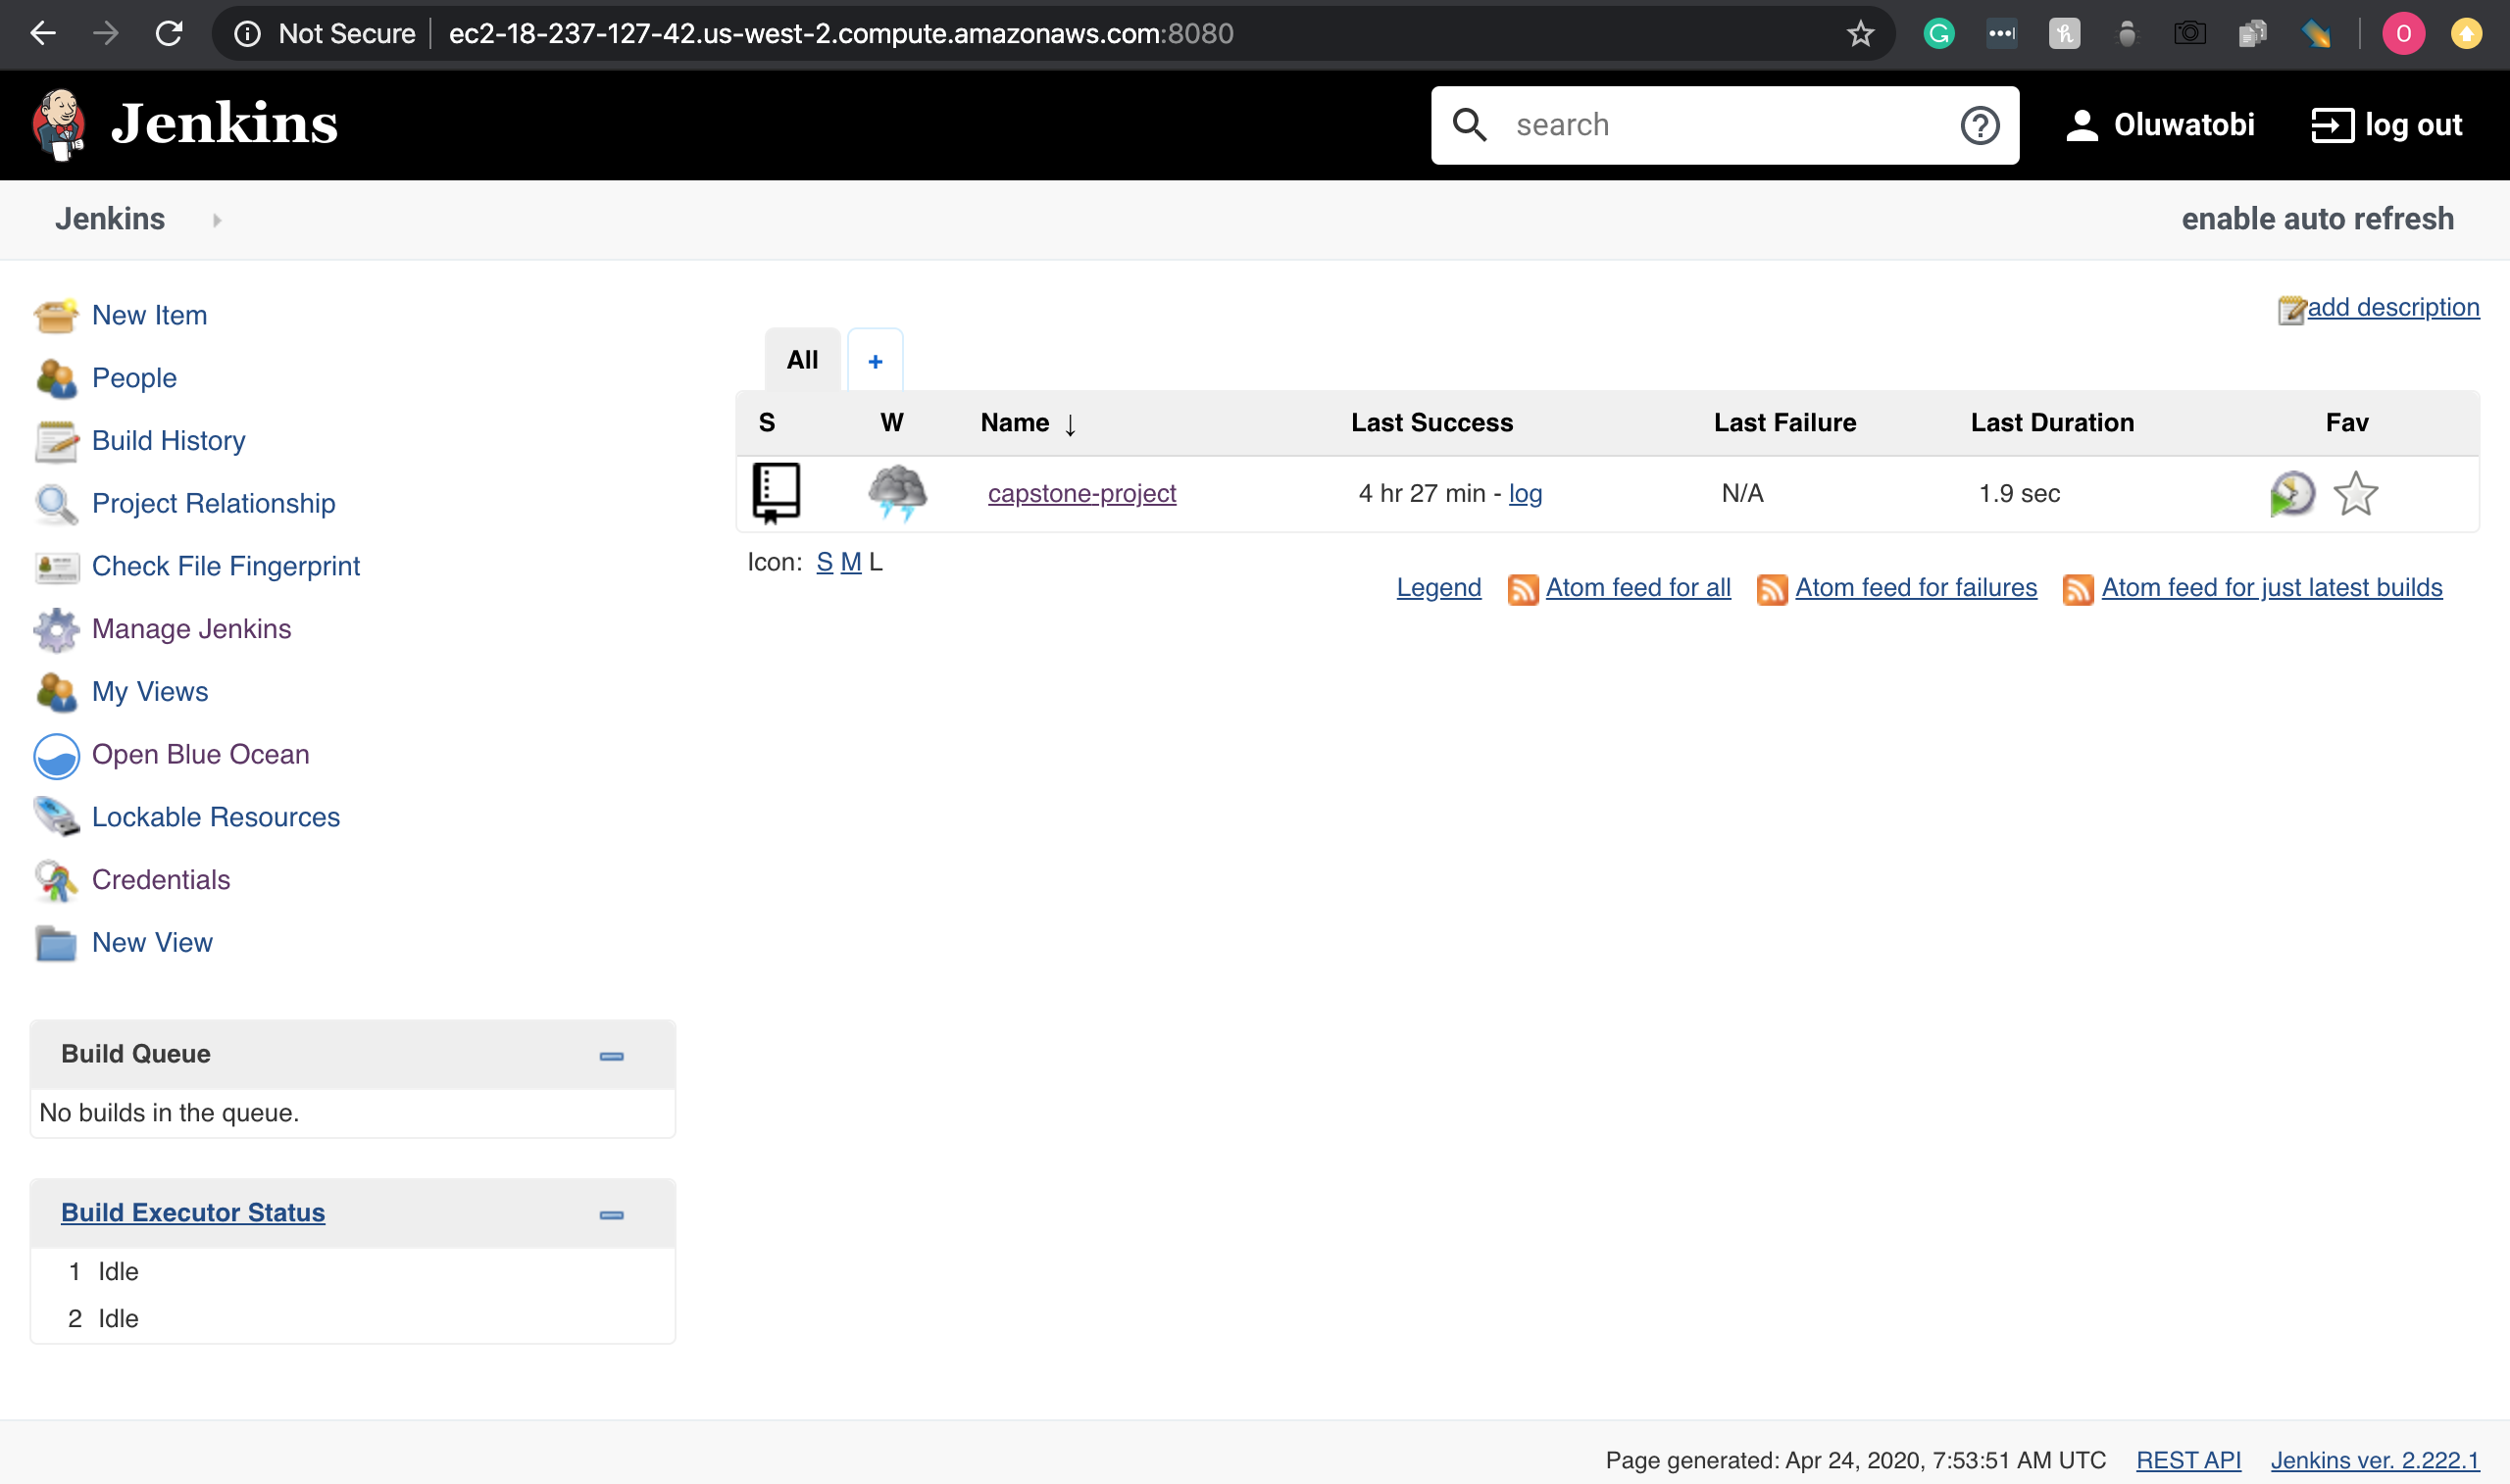 Not Secure | ec2-18-237-127-42.us-west-2.compute.amazonaws.com:8080
G
O
Jenkins
search
?
Oluwatobi
log out
Jenkins
enable auto refresh
New Item
People
Build History
Project Relationship
Check File Fingerprint
Manage Jenkins
My Views
Open Blue Ocean
Lockable Resources
Credentials
New View
Build Queue
No builds in the queue.
Build Executor Status
1 Idle
2 Idle
add description
All +
S W Name ↓ Last Success Last Failure Last Duration Fav
capstone-project 4 hr 27 min - log N/A 1.9 sec
Icon: S M L
Legend Atom feed for all Atom feed for failures Atom feed for just latest builds
Page generated: Apr 24, 2020, 7:53:51 AM UTC REST API Jenkins ver. 2.222.1